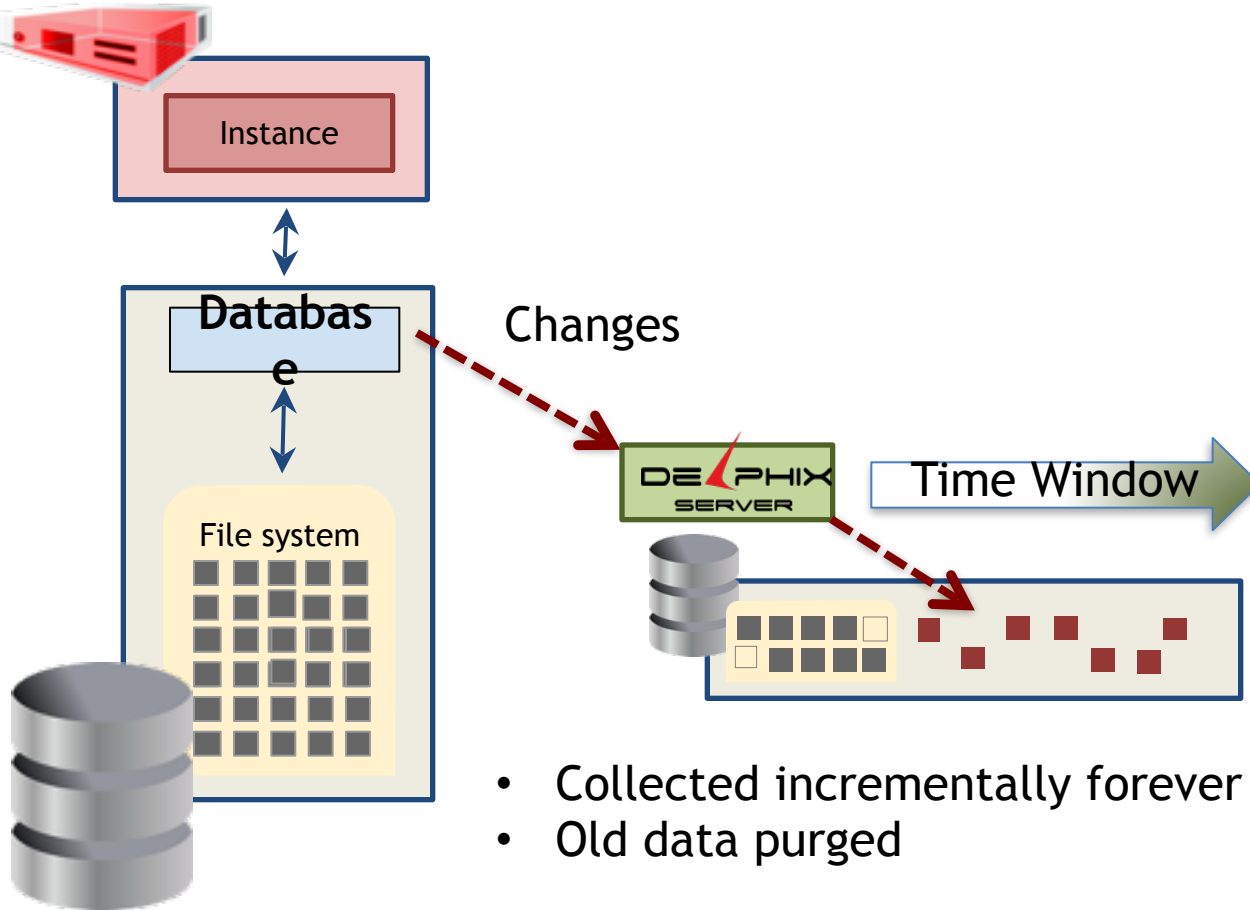 Instance
Databas
e
Changes
DELPHIX
SERVER
Time Window
File system
• Collected incrementally forever
• Old data purged